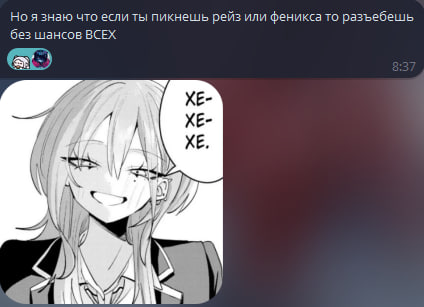 Но я знаю что если ты пикнешь рейз или феникса то разъебешь
без шансов ВСЕХ
8:37
ХЕ-
ХЕ-
ХЕ.